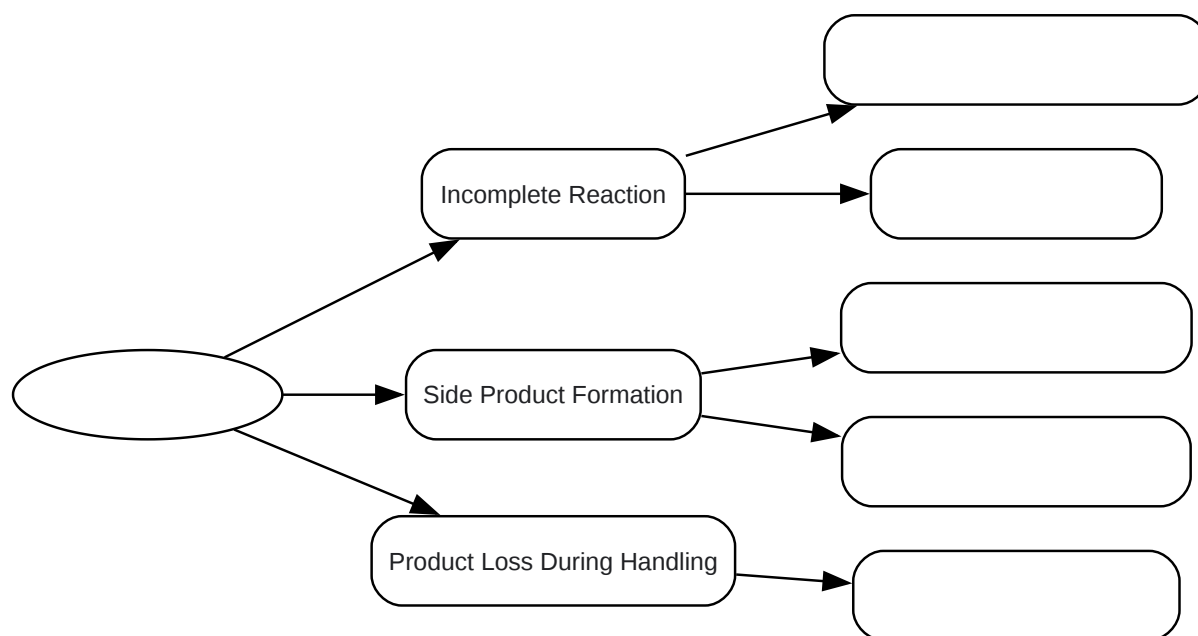 Incomplete Reaction
Side Product Formation
Product Loss During Handling